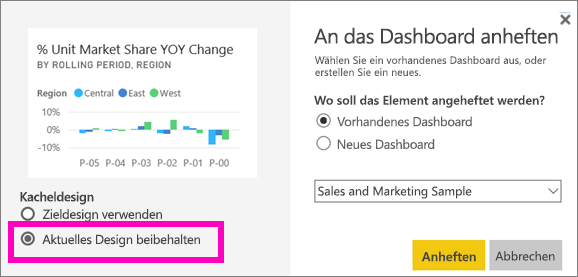 % Unit Market Share YOY Change
BY ROLLING PERIOD, REGION
Region Central East West
10%
0%
-10%
P-05 P-04 P-03 P-02 P-01 P-00
Kacheldesign
Zieldesign verwenden
Aktuelles Design beibehalten
An das Dashboard anheften
Wählen Sie ein vorhandenes Dashboard aus, oder
erstellen Sie ein neues.
Wo soll das Element angeheftet werden?
Vorhandenes Dashboard
Neues Dashboard
Sales and Marketing Sample
Anheften
Abbrechen